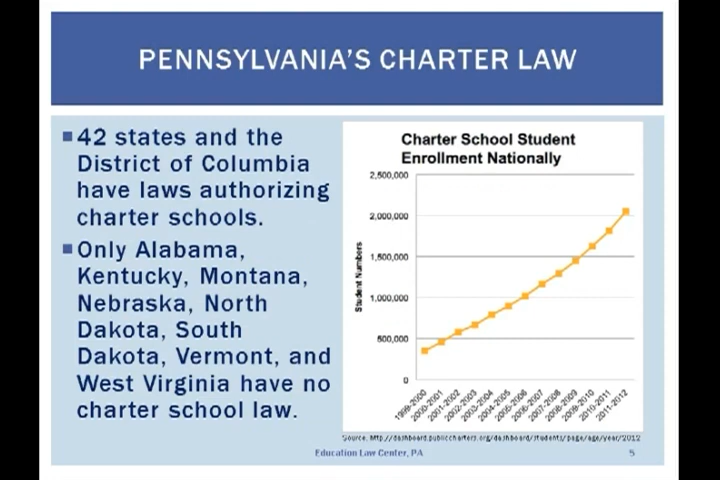 PENNSYLVANIA'S CHARTER LAW
42 states and the
District of Columbia
have laws authorizing
charter schools.
Only Alabama,
Kentucky, Montana,
Nebraska, North
Dakota, South
Dakota, Vermont, and
West Virginia have no
charter school law.
Charter School Student
Enrollment Nationally
Student Numbers
2,500,000
2,000,000
1,500,000
1,000,000
500,000
0
1999-2000
2000-2001
2001-2002
2002-2003
2003-2004
2004-2005
2005-2006
2006-2007
2007-2008
2008-2009
2009-2010
2010-2011
2011-2012
Source: http://dashboard.publiccharters.org/dashboard/students/page/age/year/2012
Education Law Center, PA
5